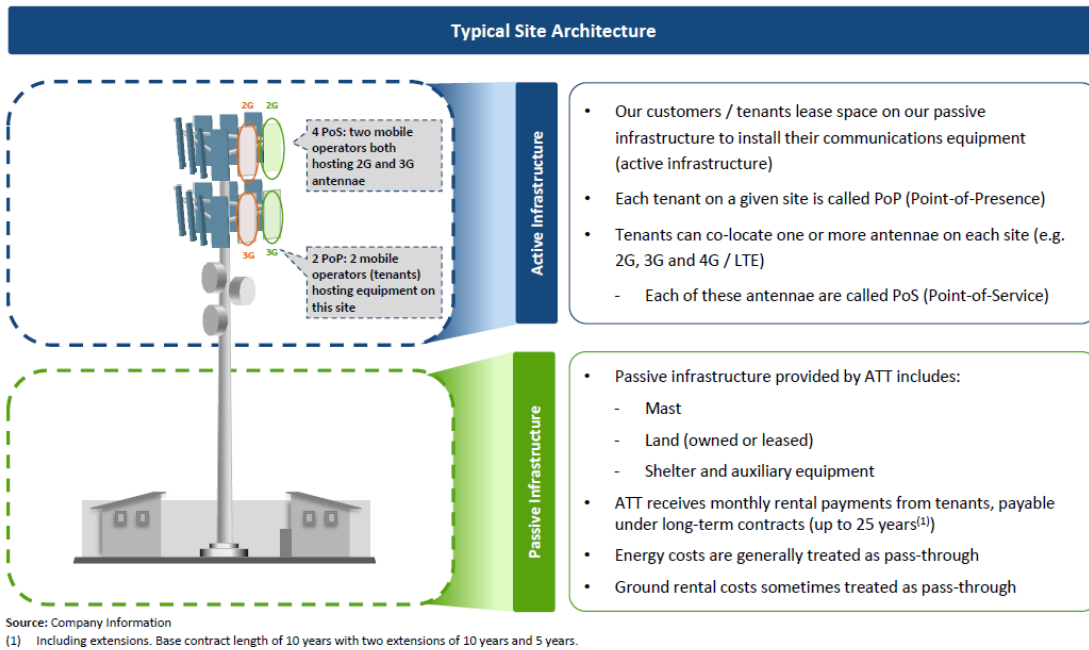 Typical Site Architecture
2G 2G
4 PoS: two mobile
operators both
hosting 2G and 3G
antennae
3G 3G
2 PoP: 2 mobile
operators (tenants)
hosting equipment on
this site
Active Infrastructure
• Our customers / tenants lease space on our passive
infrastructure to install their communications equipment
(active infrastructure)
• Each tenant on a given site is called PoP (Point-of-Presence)
• Tenants can co-locate one or more antennae on each site (e.g.
2G, 3G and 4G / LTE)
- Each of these antennae are called PoS (Point-of-Service)
Passive Infrastructure
• Passive infrastructure provided by ATT includes:
- Mast
- Land (owned or leased)
- Shelter and auxiliary equipment
• ATT receives monthly rental payments from tenants, payable
under long-term contracts (up to 25 years(1))
• Energy costs are generally treated as pass-through
• Ground rental costs sometimes treated as pass-through
Source: Company Information
(1) Including extensions. Base contract length of 10 years with two extensions of 10 years and 5 years.